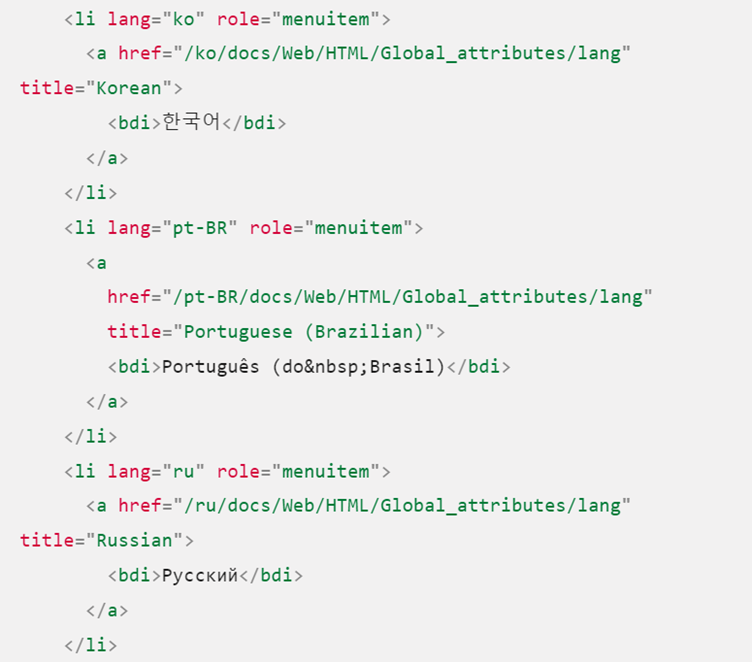 <li lang="ko" role="menuitem">
<a href="/ko/docs/Web/HTML/Global_attributes/lang"
title="Korean">
<bdi>한국어</bdi>
</a>
</li>
<li lang="pt-BR" role="menuitem">
<a
href="/pt-BR/docs/Web/HTML/Global_attributes/lang"
title="Portuguese (Brazilian)">
<bdi>Português (do&nbsp;Brasil)</bdi>
</a>
</li>
<li lang="ru" role="menuitem">
<a href="/ru/docs/Web/HTML/Global_attributes/lang"
title="Russian">
<bdi>Русский</bdi>
</a>
</li>